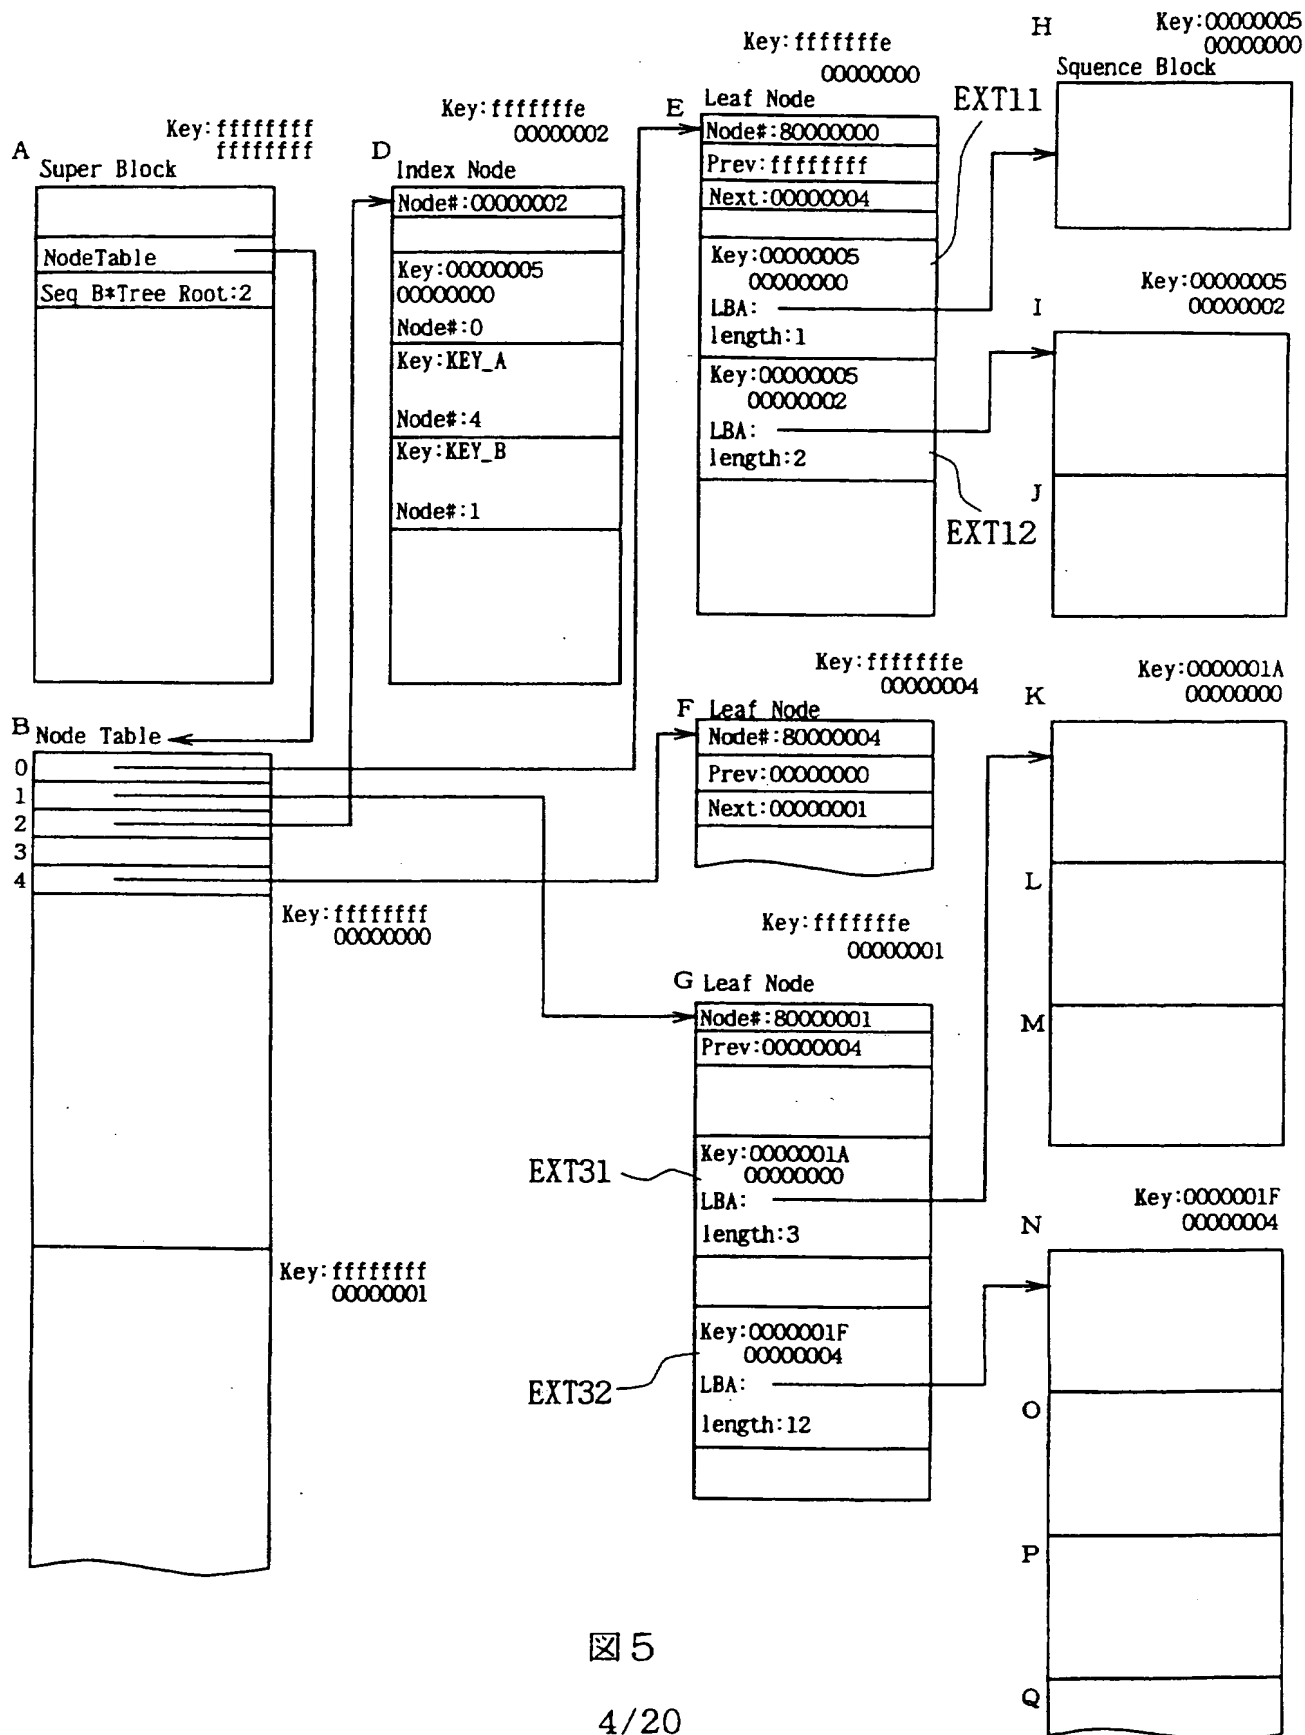 A
Key:ffffffff
ffffffff
Super Block
NodeTable
Seq B*Tree Root:2
B
Node Table
0
1
2
3
4
Key:ffffffff
00000000
Key:ffffffff
00000001
D
Key:fffffffe
00000002
Index Node
Node#:00000002
Key:00000005
00000000
Node#:0
Key:KEY_A
Node#:4
Key:KEY_B
Node#:1
Key:fffffffe
00000000
E
Leaf Node
Node#:80000000
Prev:ffffffff
Next:00000004
Key:00000005
00000000
LBA:
length:1
Key:00000005
00000002
LBA:
length:2
EXT11
EXT12
Key:fffffffe
00000004
F
Leaf Node
Node#:80000004
Prev:00000000
Next:00000001
Key:fffffffe
00000001
G
Leaf Node
Node#:80000001
Prev:00000004
Key:0000001A
00000000
LBA:
length:3
Key:0000001F
00000004
LBA:
length:12
EXT31
EXT32
H
Key:00000005
00000000
Squence Block
Key:00000005
00000002
I
J
Key:0000001A
00000000
K
L
M
Key:0000001F
00000004
N
O
P
Q
図5
4/20